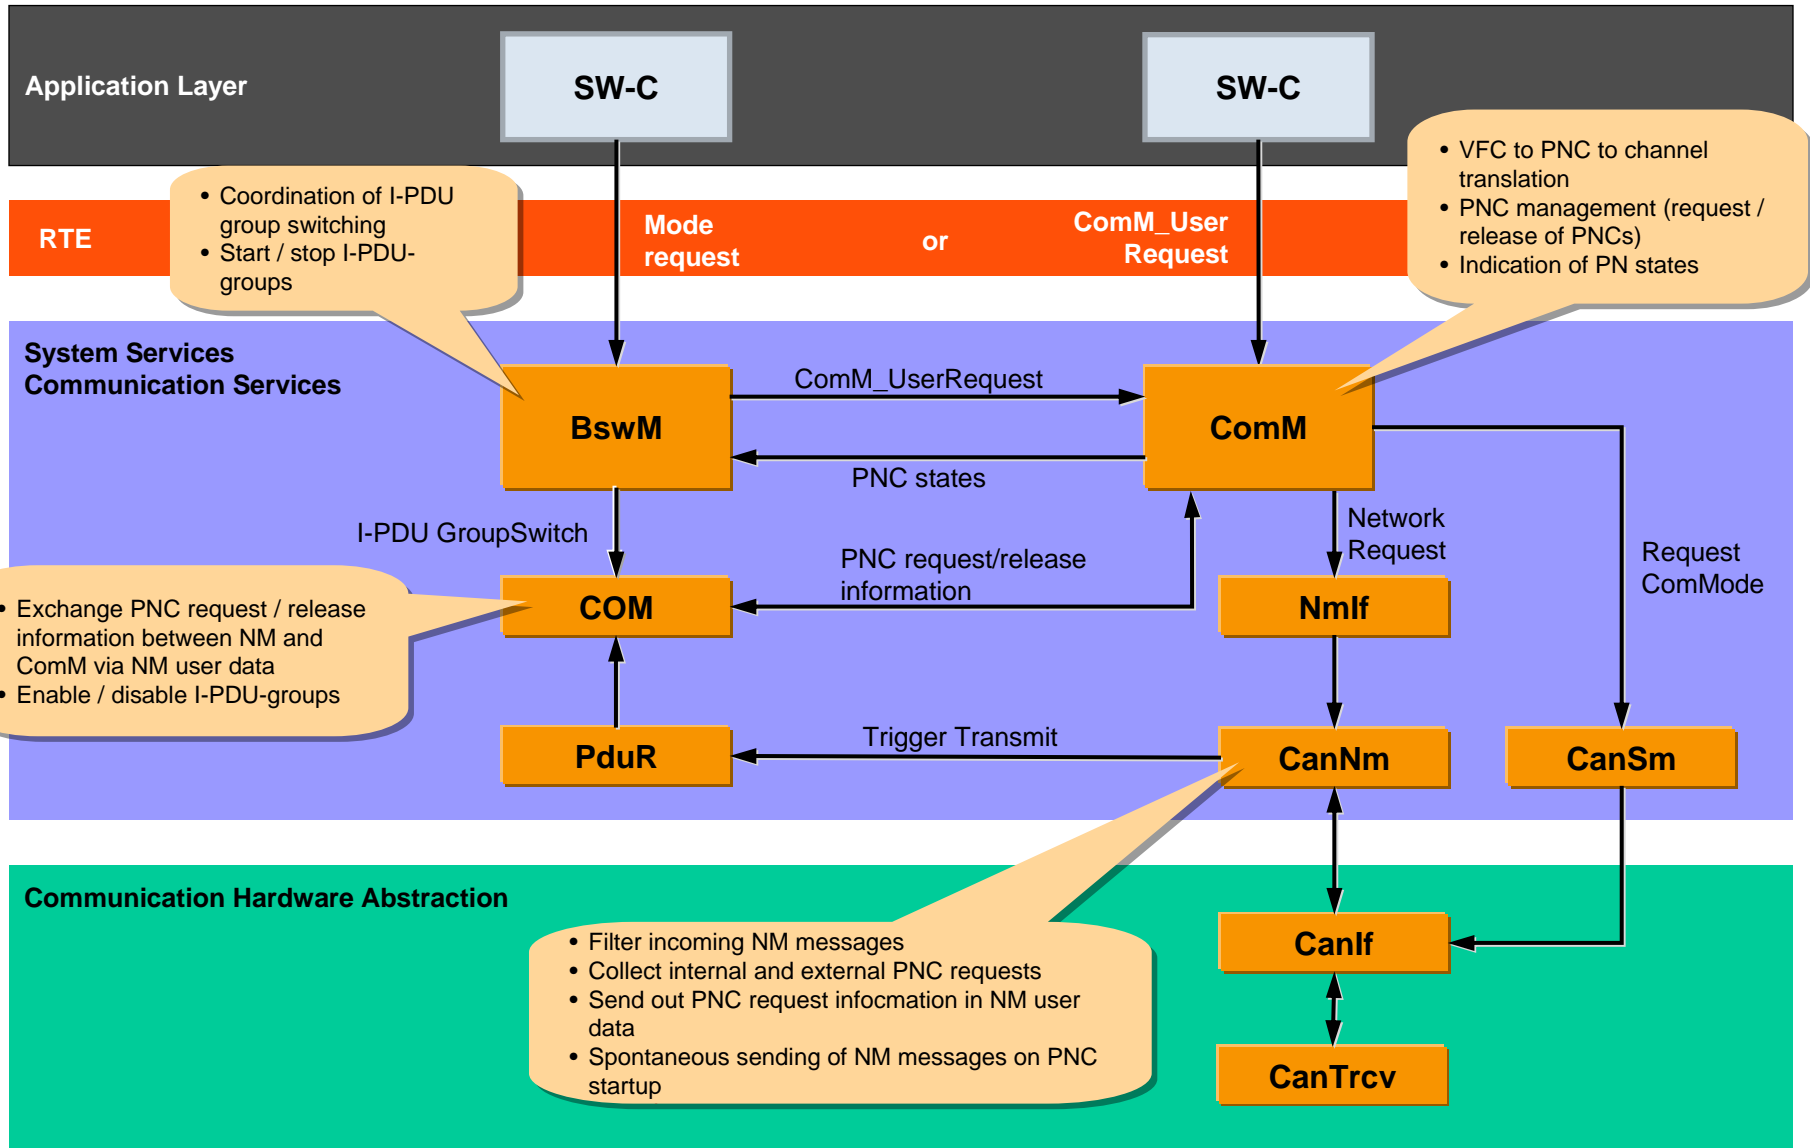 Application Layer
SW-C
SW-C
• VFC to PNC to channel
translation
• PNC management (request /
release of PNCs)
• Indication of PN states
• Coordination of I-PDU
group switching
• Start / stop I-PDU-
groups
RTE
Mode
request
or
ComM_User
Request
System Services
Communication Services
BswM
ComM_UserRequest
ComM
PNC states
I-PDU GroupSwitch
PNC request/release
information
Network
Request
Request
ComMode
• Exchange PNC request / release
information between NM and
ComM via NM user data
• Enable / disable I-PDU-groups
COM
NmIf
PduR
Trigger Transmit
CanNm
CanSm
Communication Hardware Abstraction
• Filter incoming NM messages
• Collect internal and external PNC requests
• Send out PNC request infocmation in NM user
data
• Spontaneous sending of NM messages on PNC
startup
CanIf
CanTrcv